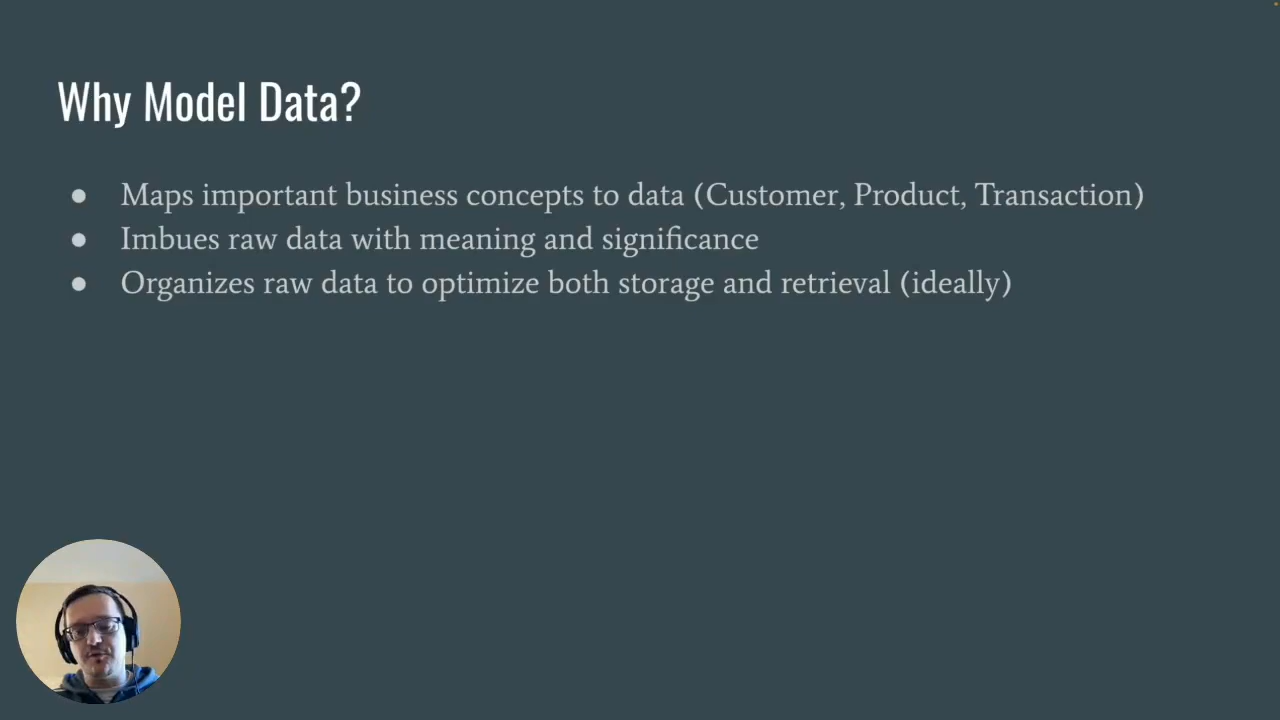 Why Model Data?
● Maps important business concepts to data (Customer, Product, Transaction)
● Imbues raw data with meaning and significance
● Organizes raw data to optimize both storage and retrieval (ideally)